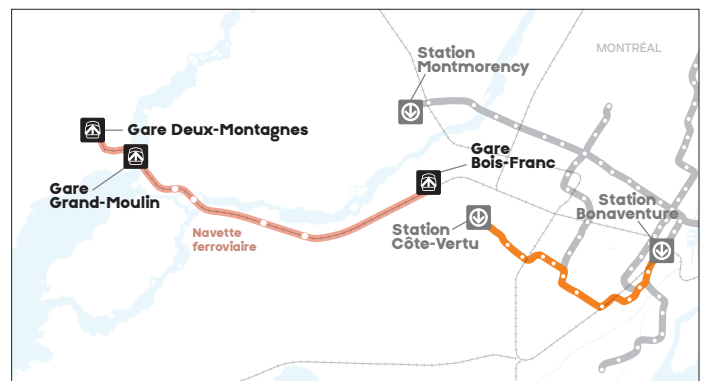 Station
Montmorency
MONTRÉAL
Gare Deux-Montagnes
Gare
Bois-Franc
Gare
Grand-Moulin
Station
Bonaventure
Station
Côte-Vertu
Navette
ferroviaire